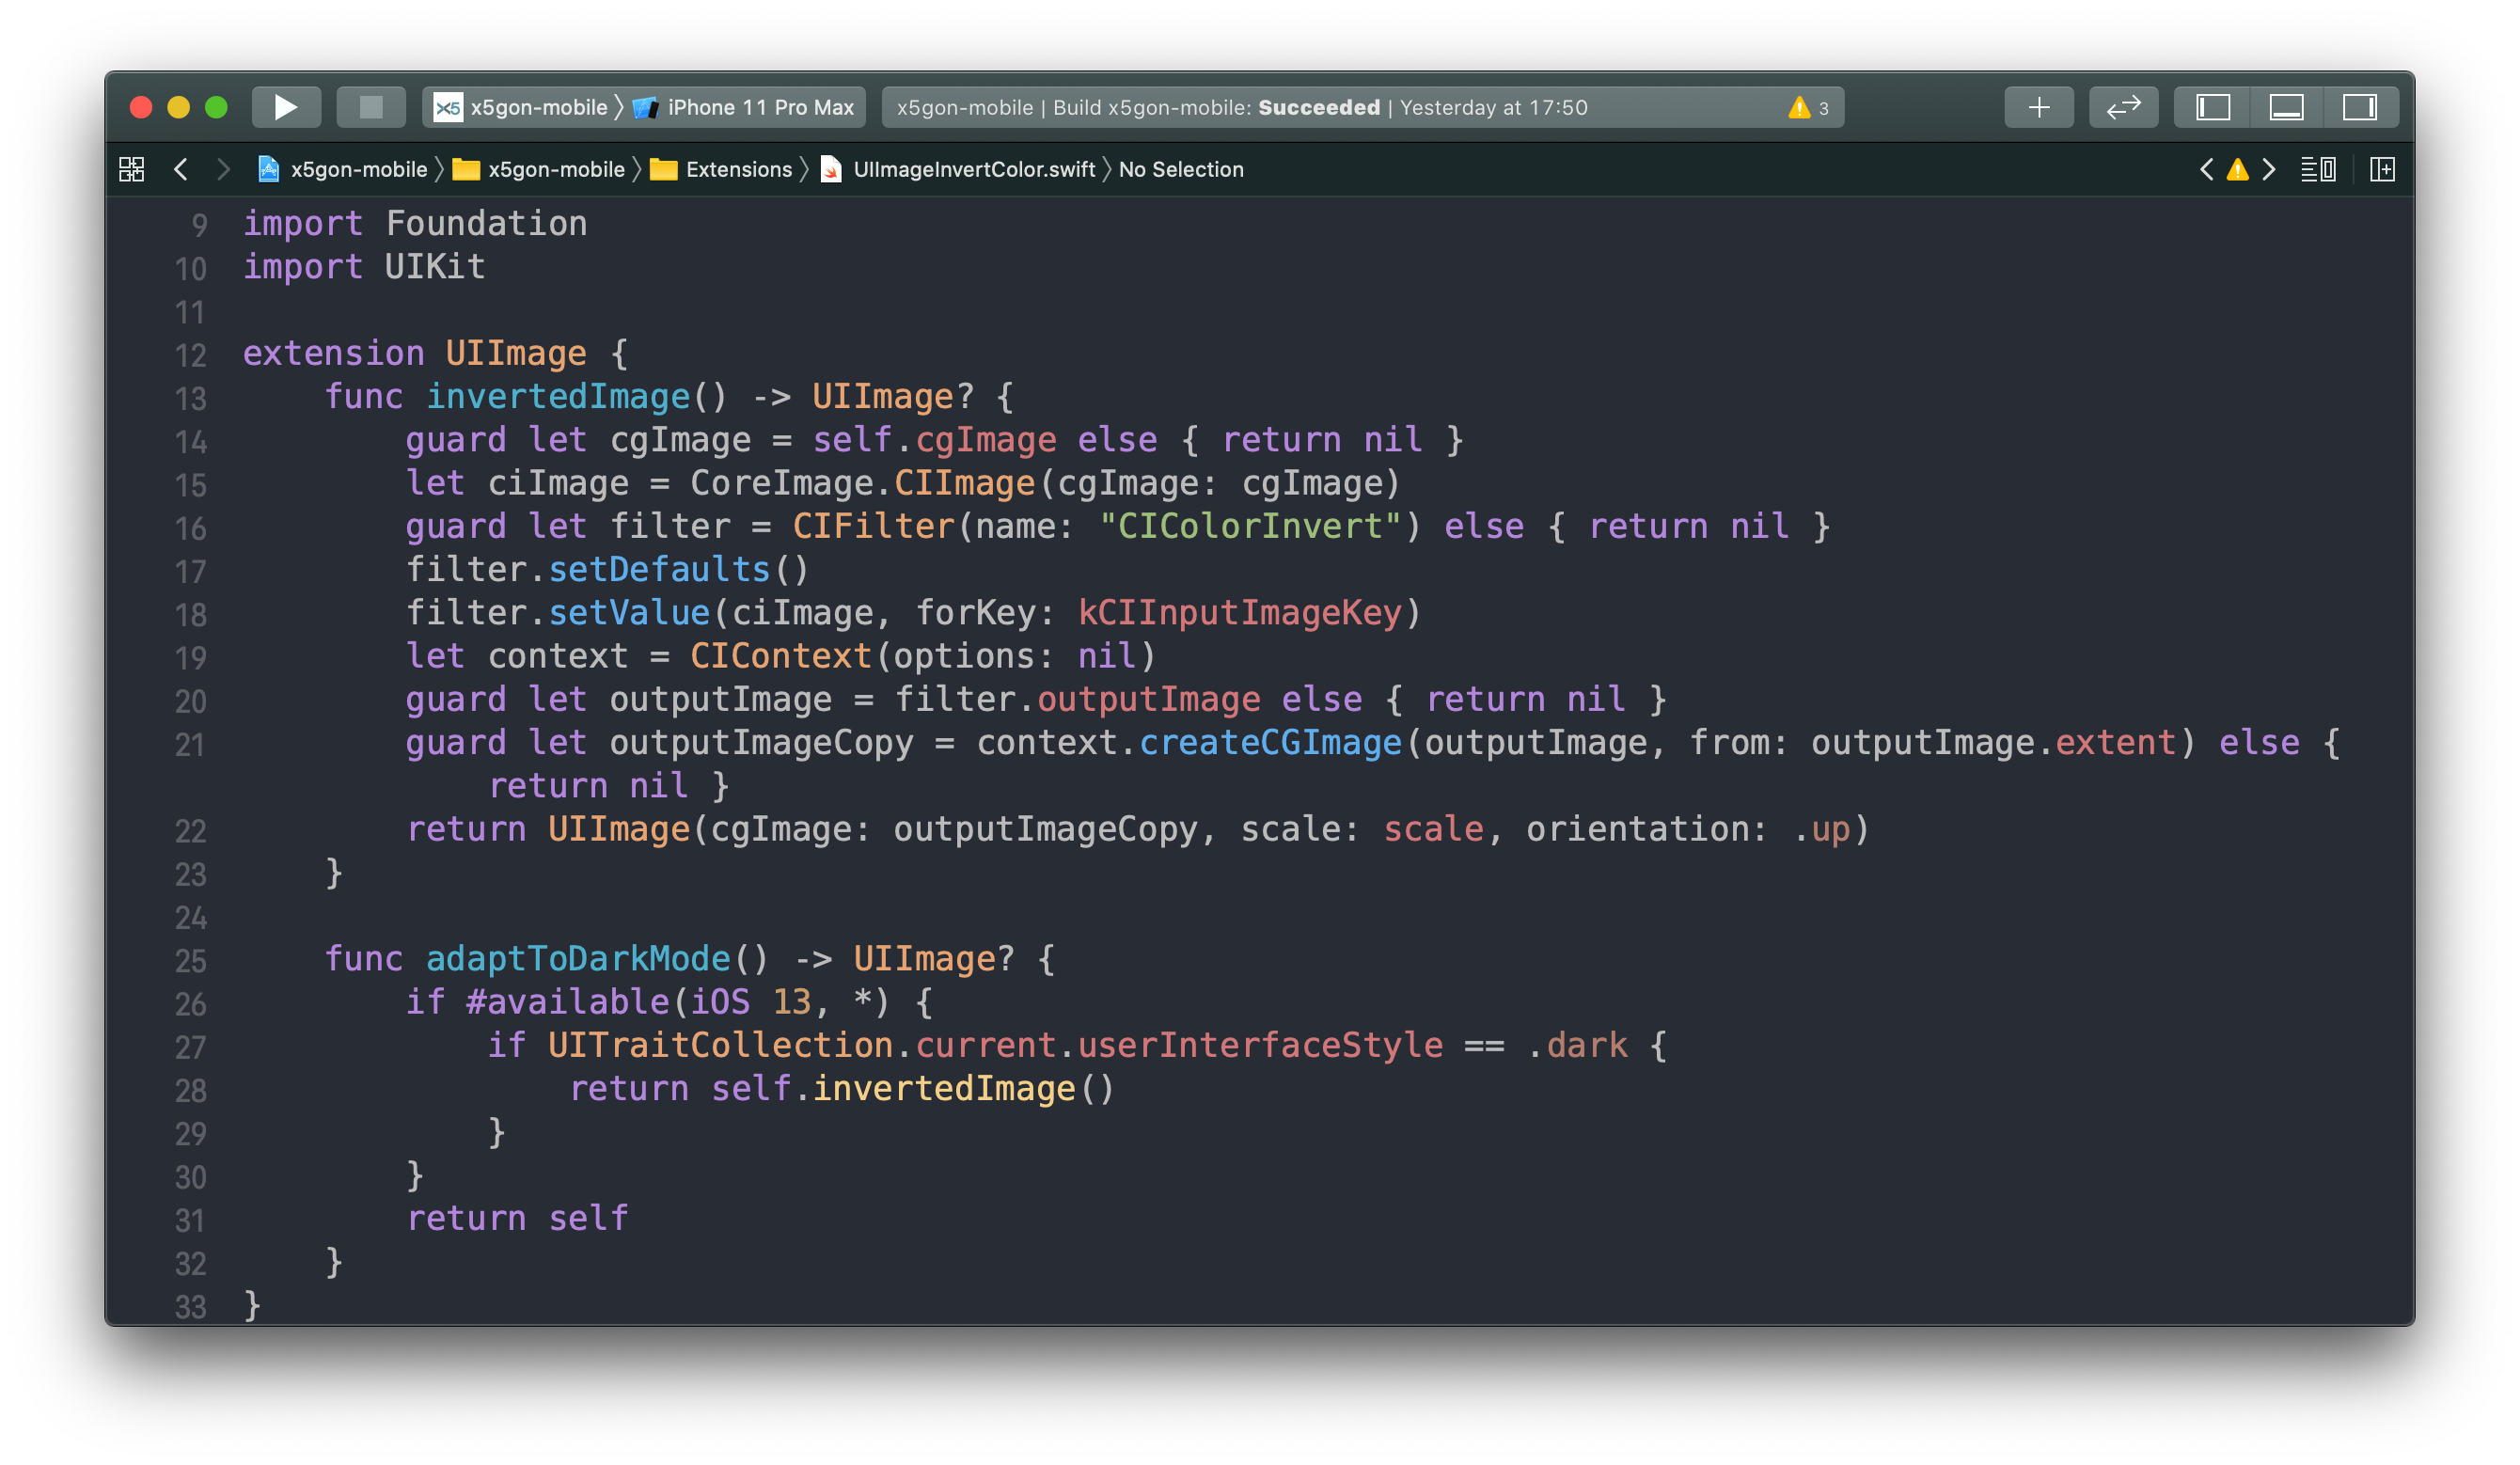 X5 x5gon-mobile iPhone 11 Pro Max x5gon-mobile | Build x5gon-mobile: Succeeded | Yesterday at 17:50 3
x5gon-mobile x5gon-mobile Extensions UIImageInvertColor.swift No Selection
9 import Foundation
10 import UIKit
11
12 extension UIImage {
13 func invertedImage() -> UIImage? {
14 guard let cgImage = self.cgImage else { return nil }
15 let ciImage = CoreImage.CIImage(cgImage: cgImage)
16 guard let filter = CIFilter(name: "CIColorInvert") else { return nil }
17 filter.setDefaults()
18 filter.setValue(ciImage, forKey: kCIInputImageKey)
19 let context = CIContext(options: nil)
20 guard let outputImage = filter.outputImage else { return nil }
21 guard let outputImageCopy = context.createCGImage(outputImage, from: outputImage.extent) else {
return nil }
22 return UIImage(cgImage: outputImageCopy, scale: scale, orientation: .up)
23 }
24
25 func adaptToDarkMode() -> UIImage? {
26 if #available(iOS 13, *) {
27 if UITraitCollection.current.userInterfaceStyle == .dark {
28 return self.invertedImage()
29 }
30 }
31 return self
32 }
33 }